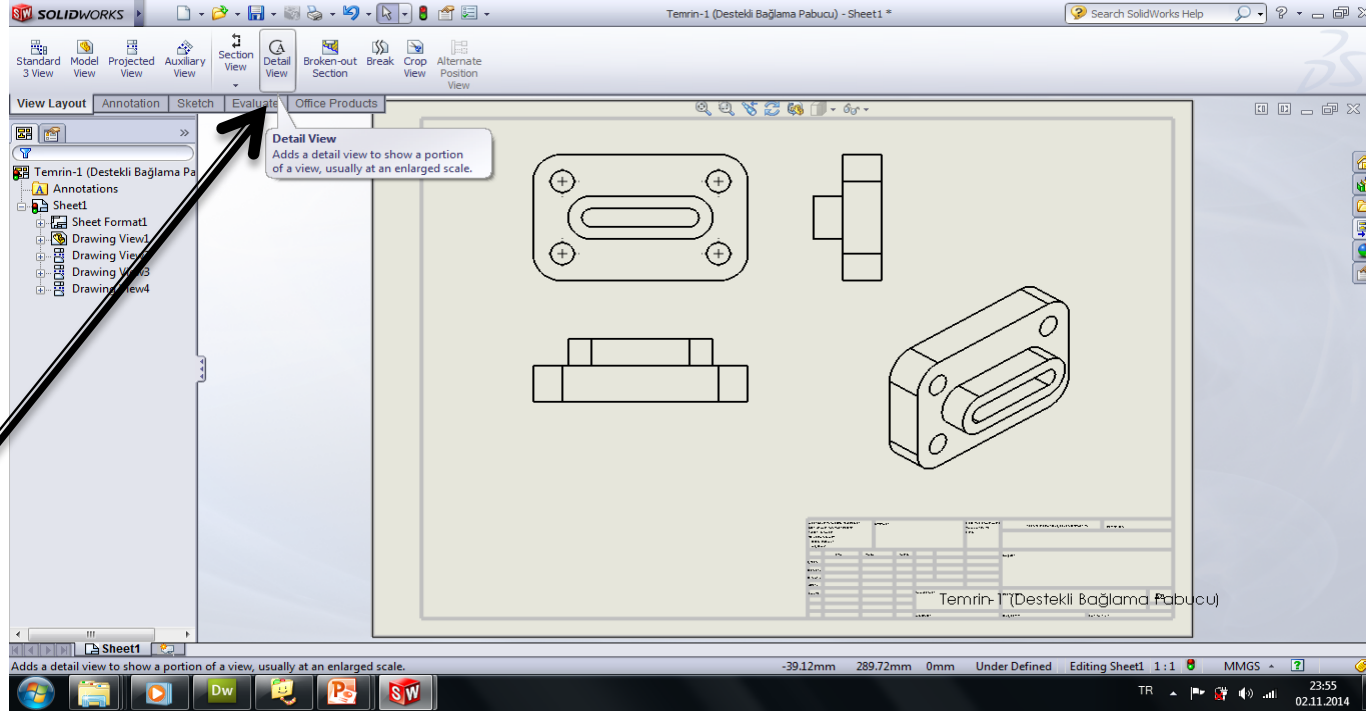 SOLIDWORKS
Temrin-1 (Destekli Bağlama Pabucu) - Sheet1 *
Search SolidWorks Help
Standard 3 View
Model View
Projected View
Auxiliary View
Section View
Detail View
Broken-out Section
Break
Crop View
Alternate Position View
View Layout
Annotation
Sketch
Evaluate
Office Products
Detail View
Adds a detail view to show a portion
of a view, usually at an enlarged scale.
Temrin-1 (Destekli Bağlama Pa
Annotations
Sheet1
Sheet Format1
Drawing View1
Drawing View
Drawing View3
Drawing View4
Temrin-1 (Destekli Bağlama Pabucu)
Sheet1
Adds a detail view to show a portion of a view, usually at an enlarged scale.
-39.12mm 289.72mm 0mm Under Defined Editing Sheet1 1:1 MMGS
Dw
TR
23:55
02.11.2014